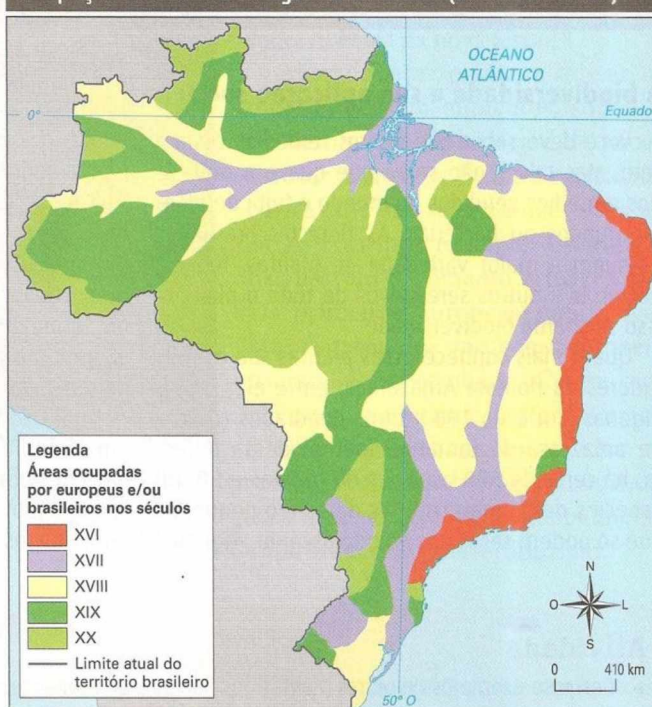 OCEANO
ATLÂNTICO
Equado
0°
Legenda
Áreas ocupadas
por europeus e/ou
brasileiros nos séculos
XVI
XVII
XVIII
XIX
XX
Limite atual do
território brasileiro
N
O
L
S
0 410 km
50° O